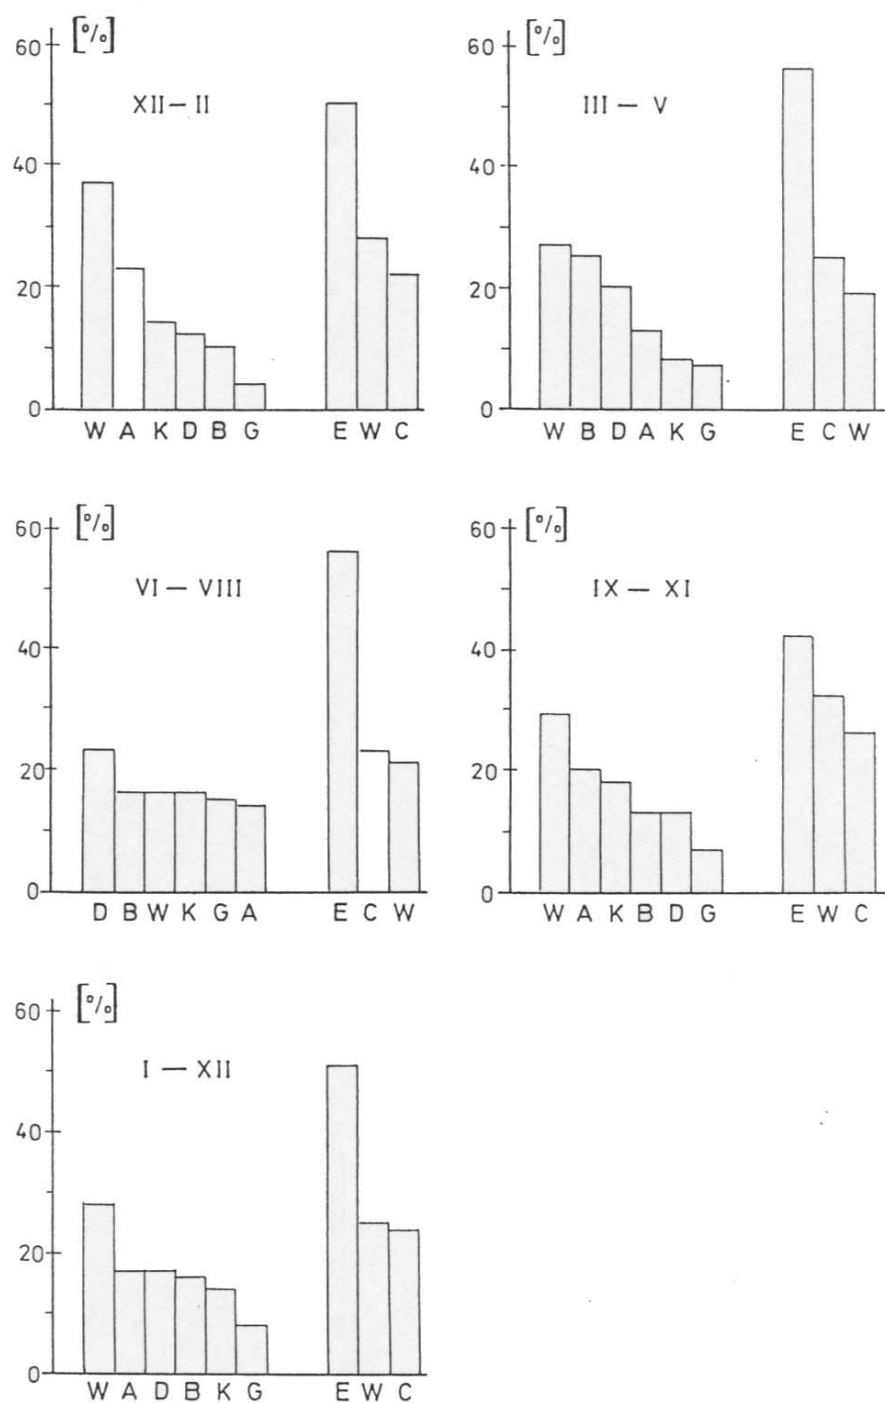 [%]
60
XII — II
40
20
0
W A K D B G E W C
[%]
60
III — V
40
20
0
W B D A K G E C W
[%]
60
VI — VIII
40
20
0
D B W K G A E C W
[%]
60
IX — XI
40
20
0
W A K B D G E W C
[%]
60
I — XII
40
20
0
W A D B K G E W C